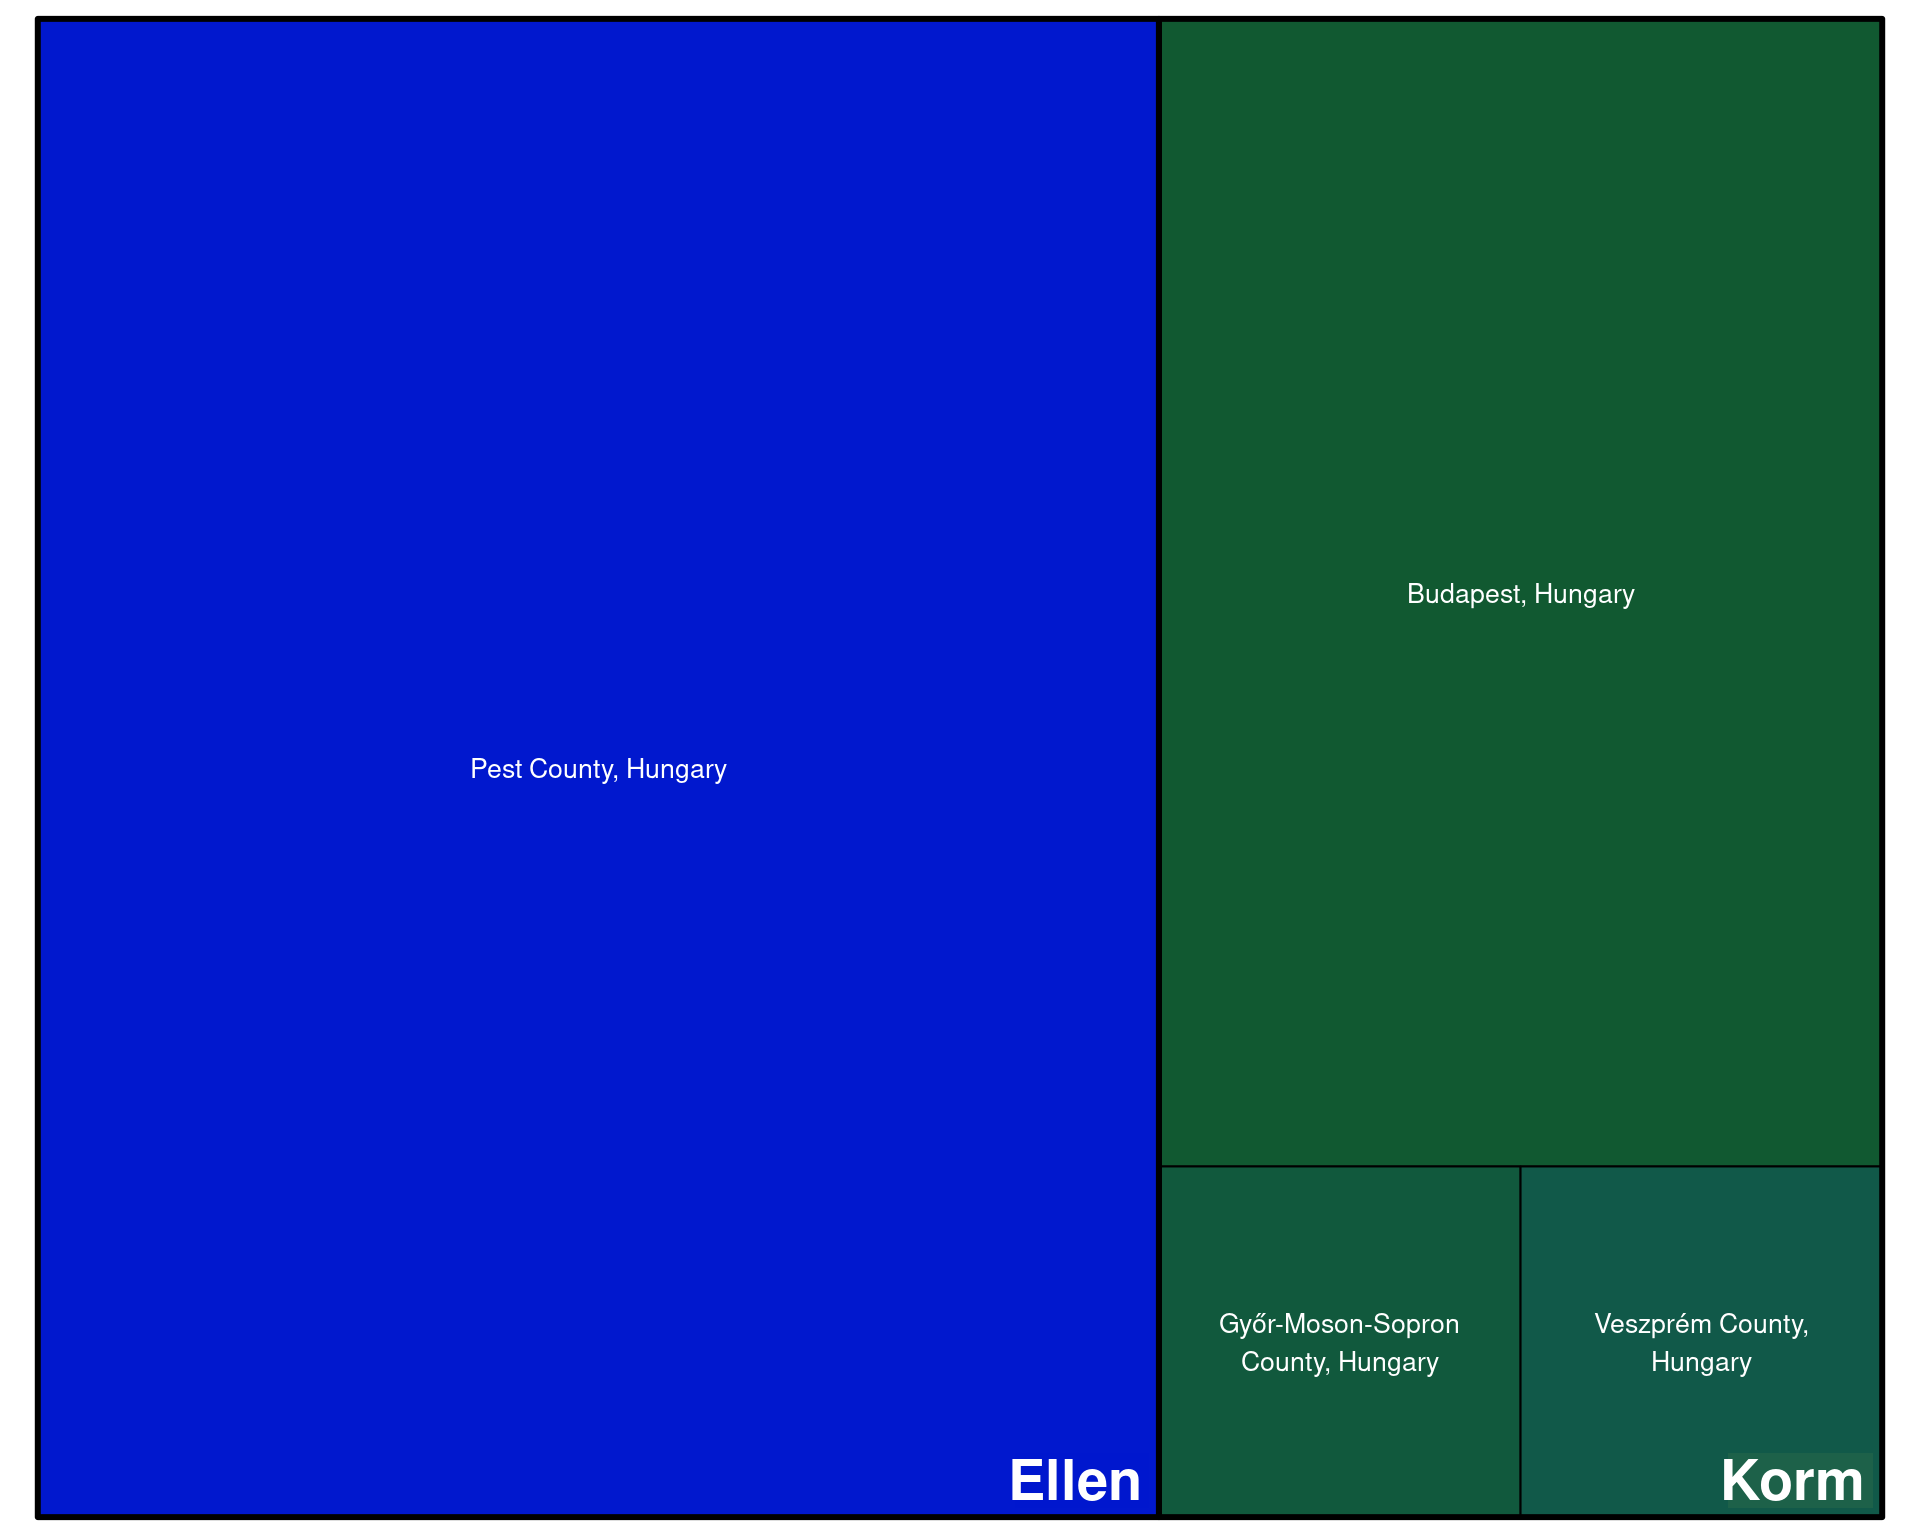 Budapest, Hungary
Pest County, Hungary
Győr-Moson-Sopron
County, Hungary
Veszprém County,
Hungary
Ellen
Korm